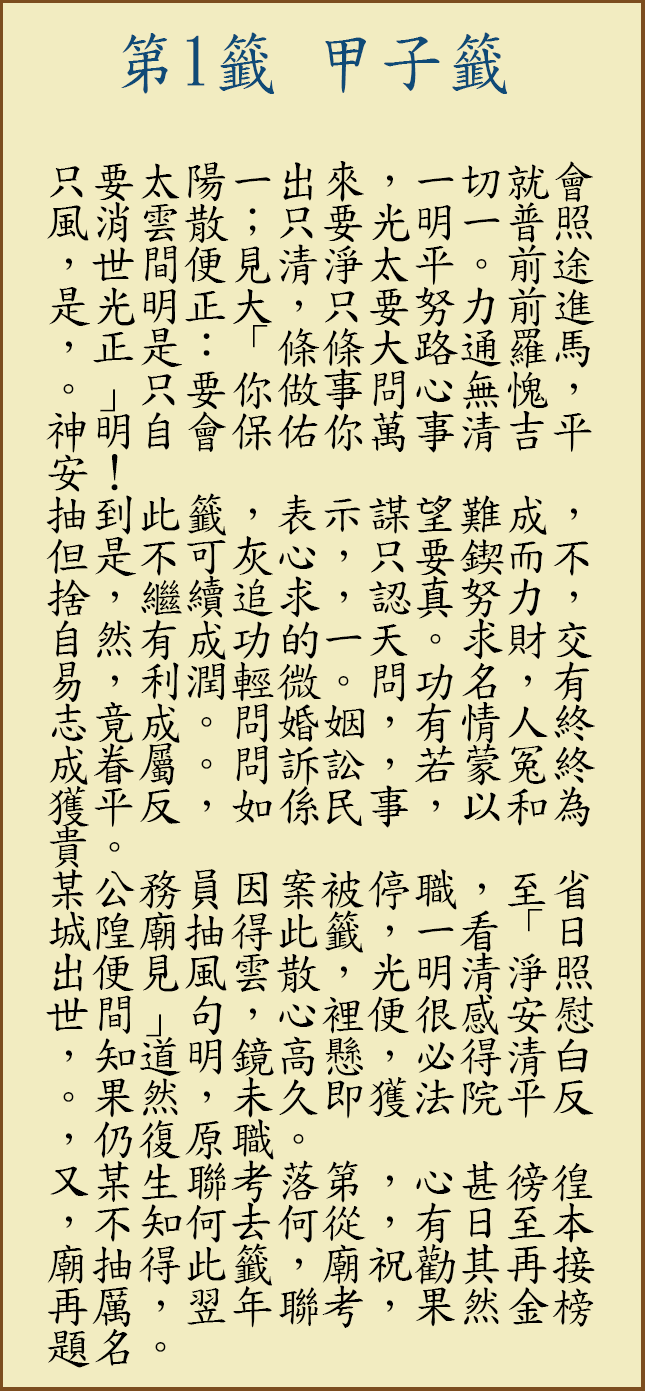 第1籤 甲子籤
只要太陽一出來，一切就會
風消雲散；只要光明一普照
，世間便見清淨太平。前途
是光明正大，只要努力前進
，正是：「條條大路通羅馬
。」只要你做事問心無愧，
神明自會保佑你萬事清吉平
安！
抽到此籤，表示謀望難成，
但是不可灰心，只要鍥而不
捨，繼續追求，認真努力，
自然有成功的一天。求財，交
易，利潤輕微。問功名，有
志竟成。問婚姻，有情人終
成眷屬。問訴訟，若蒙冤終
獲平反，如係民事，以和為
貴。
某公務員因案被停職，至省
城隍廟抽得此籤，一看「日
出便見風雲散，光明清淨照
世間」句，心裡便很感安慰
，知道明鏡高懸，必得清白
。果然，未久即獲法院平反
，仍復原職。
又某生聯考落第，心甚徬徨
，不知何去何從，有日至本
廟抽得此籤，廟祝勸其再接
再厲，翌年聯考，果然金榜
題名。